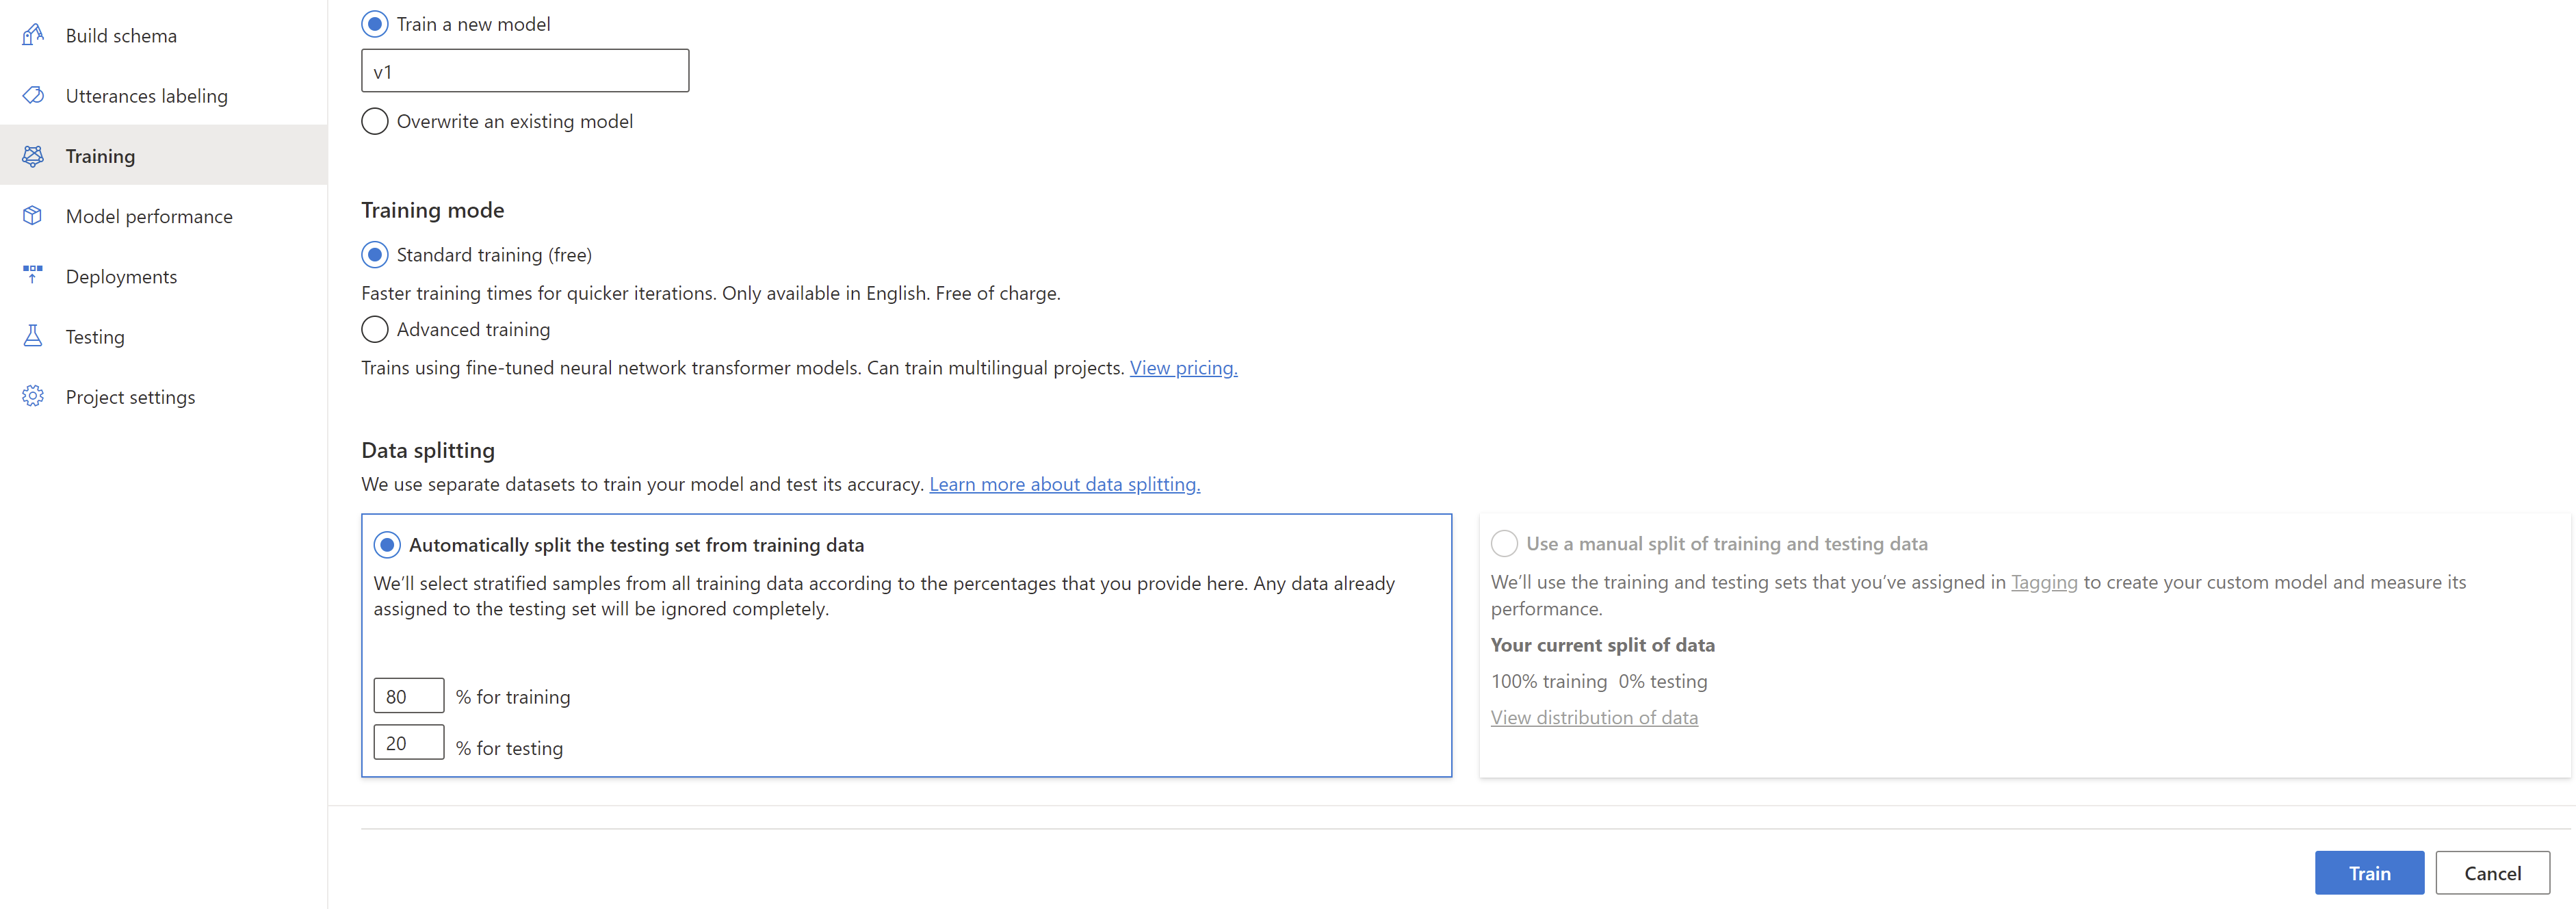 Build schema
Utterances labeling
Training
Model performance
Deployments
Testing
Project settings
Train a new model
v1
Overwrite an existing model
Training mode
Standard training (free)
Faster training times for quicker iterations. Only available in English. Free of charge.
Advanced training
Trains using fine-tuned neural network transformer models. Can train multilingual projects. View pricing.
Data splitting
We use separate datasets to train your model and test its accuracy. Learn more about data splitting.
Automatically split the testing set from training data
We’ll select stratified samples from all training data according to the percentages that you provide here. Any data already
assigned to the testing set will be ignored completely.
80 % for training
20 % for testing
Use a manual split of training and testing data
We’ll use the training and testing sets that you’ve assigned in Tagging to create your custom model and measure its
performance.
Your current split of data
100% training 0% testing
View distribution of data
Train Cancel